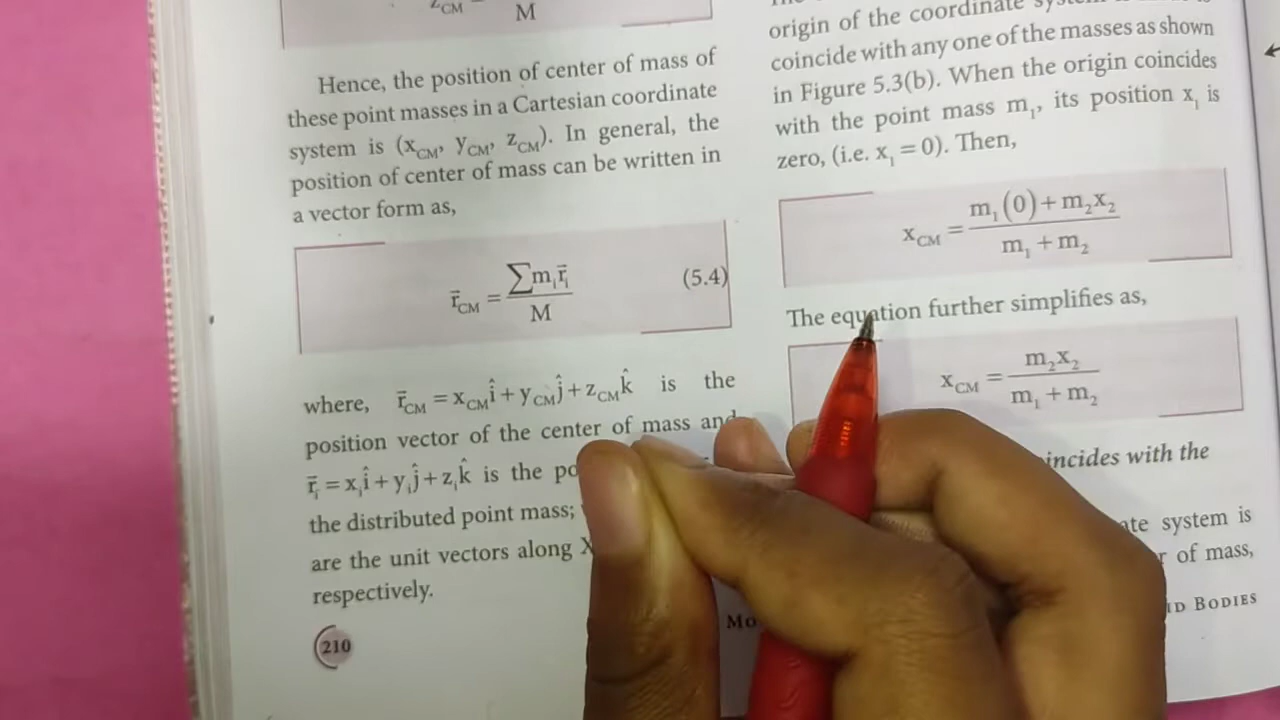 z_CM
M
Hence, the position of center of mass of
these point masses in a Cartesian coordinate
system is (x_CM, y_CM, z_CM). In general, the
position of center of mass can be written in
a vector form as,
r⃗_CM = ∑m_i r⃗_i / M (5.4)
where, r⃗_CM = x_CM î + y_CM ĵ + z_CM k̂ is the
position vector of the center of mass and
r⃗_i = x_i î + y_i ĵ + z_i k̂ is the
the distributed point mass;
are the unit vectors along X
respectively.
210
origin of the coordinate
coincide with any one of the masses as shown
in Figure 5.3(b). When the origin coincides
with the point mass m₁, its position x₁ is
zero, (i.e. x₁ = 0). Then,
x_CM = m₁(0) + m₂x₂ / m₁ + m₂
The equation further simplifies as,
x_CM = m₂x₂ / m₁ + m₂
with the
system is
of mass,
BODIES